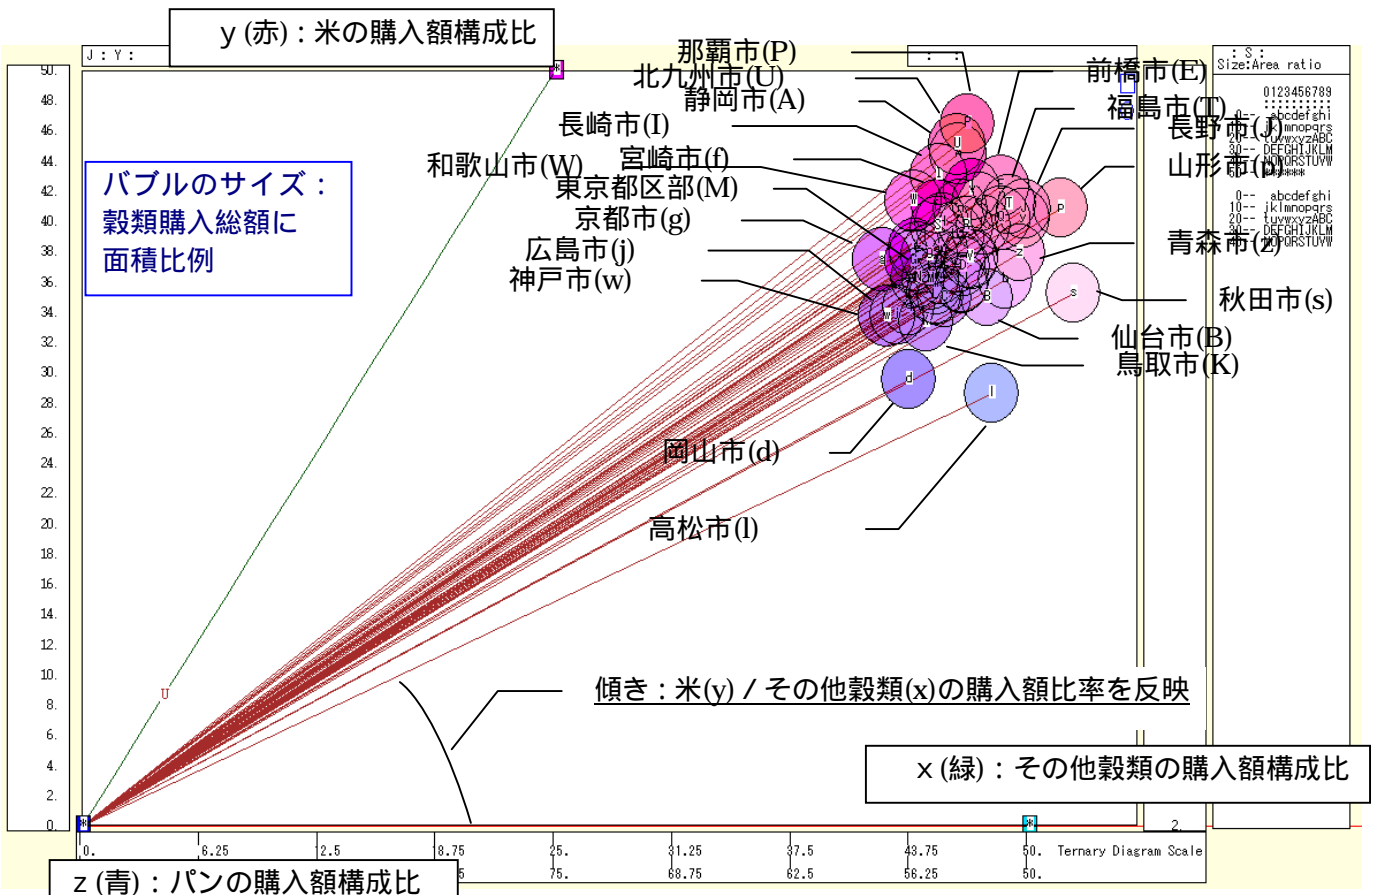 ｙ(赤)：米の購入額構成比
J : Y :
: :
: S :
Size:Area ratio
0123456789
那覇市(P)
北九州市(U)
静岡市(A)
長崎市(I)
和歌山市(W)
宮崎市(f)
東京都区部(M)
京都市(g)
広島市(j)
神戸市(w)
前橋市(E)
福島市(T)
長野市(J)
山形市(p)
青森市(z)
秋田市(s)
仙台市(B)
鳥取市(K)
岡山市(d)
高松市(l)
バブルのサイズ：
穀類購入総額に
面積比例
50.
48.
46.
44.
42.
40.
38.
36.
34.
32.
30.
28.
26.
24.
22.
20.
18.
16.
14.
12.
10.
8.
6.
4.
2.
0.
0-- abcdefghi
10-- jklmnopqrs
20-- tuvwxyzABC
30-- DEFGHIJKLM
U
傾き：米(y) / その他穀類(x)の購入額比率を反映
ｘ(緑)：その他穀類の購入額構成比
2.
0. 6.25 12.5 18.75 25. 31.25 37.5 43.75 50. Ternary Diagram Scale
75. 68.75 62.5 56.25 50.
ｚ(青)：パンの購入額構成比